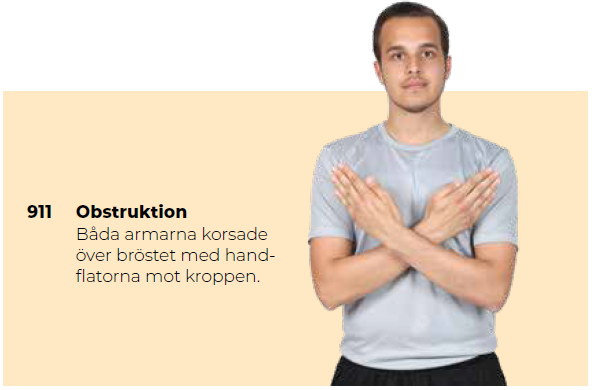 911 Obstruktion
Båda armarna korsade
över bröstet med hand-
flatorna mot kroppen.